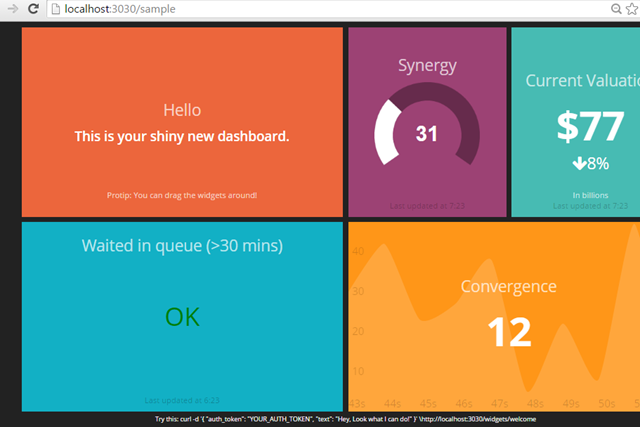 localhost:3030/sample
Hello
This is your shiny new dashboard.
Protip: You can drag the widgets around!
Synergy
31
Last updated at 7:23
Current Valuatio
$77
8%
In billions
Last updated at 7:23
Waited in queue (>30 mins)
OK
Last updated at 6:23
Convergence
12
40
30
20
10
43s 44s 45s 46s 47s 48s 49s 50s 5
Try this: curl -d '{ "auth_token": "YOUR_AUTH_TOKEN", "text": "Hey, Look what I can do!" }' \http://localhost:3030/widgets/welcome